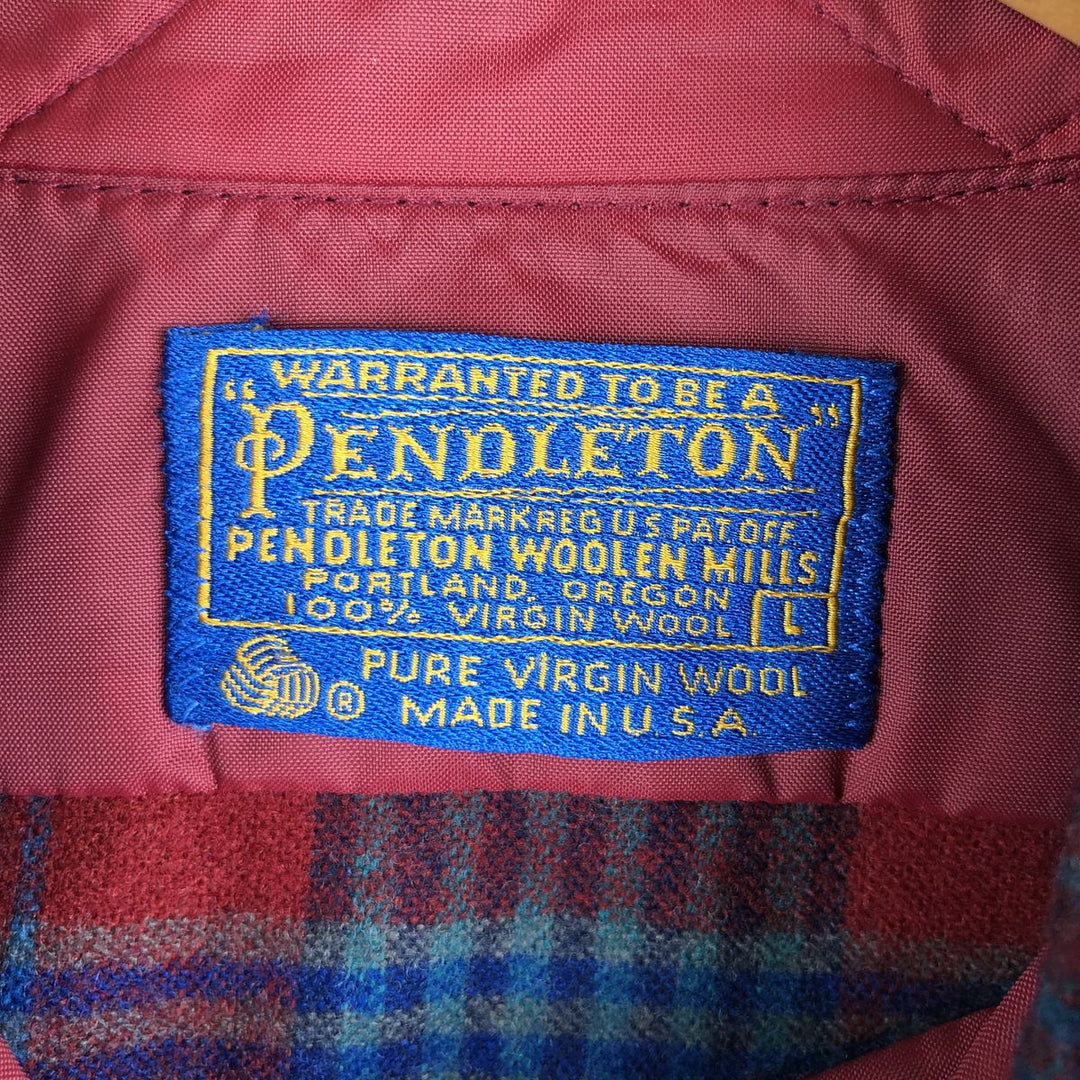 WARRANTED TO BE A
"PENDLETON"
TRADE MARK REG U.S PAT. OFF.
PENDLETON WOOLEN MILLS
PORTLAND, OREGON
100% VIRGIN WOOL L
® PURE VIRGIN WOOL
MADE IN U.S.A.